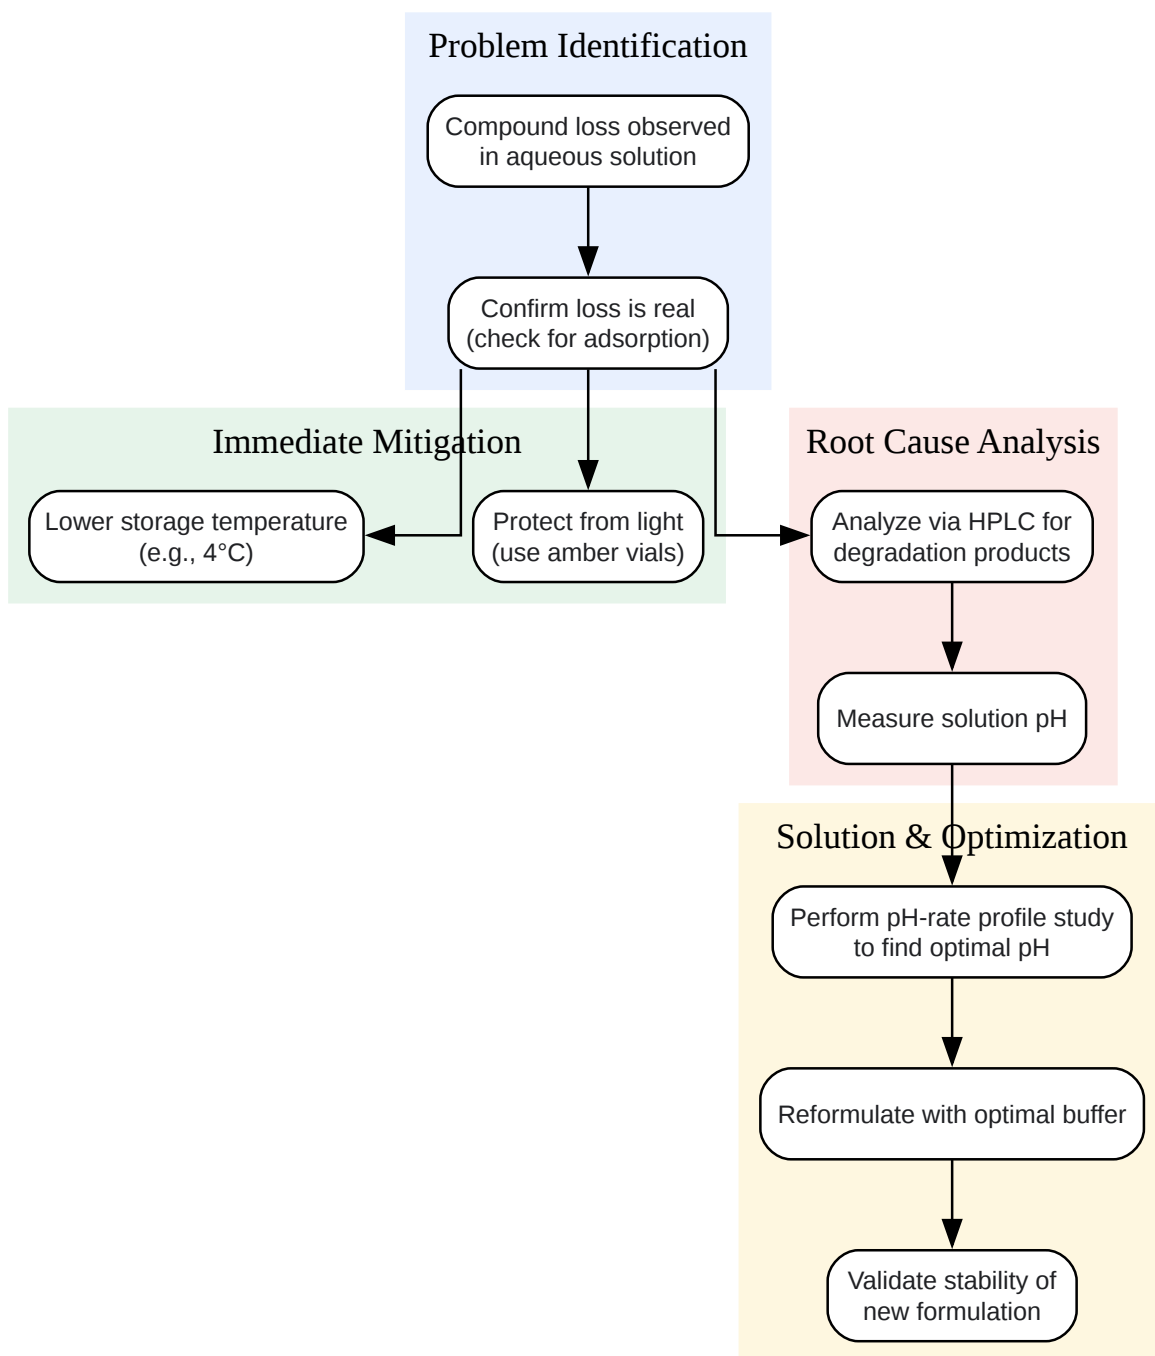 Problem Identification
Compound loss observed
in aqueous solution
Confirm loss is real
(check for adsorption)
Immediate Mitigation
Lower storage temperature
(e.g., 4°C)
Protect from light
(use amber vials)
Root Cause Analysis
Analyze via HPLC for
degradation products
Measure solution pH
Solution & Optimization
Perform pH-rate profile study
to find optimal pH
Reformulate with optimal buffer
Validate stability of
new formulation